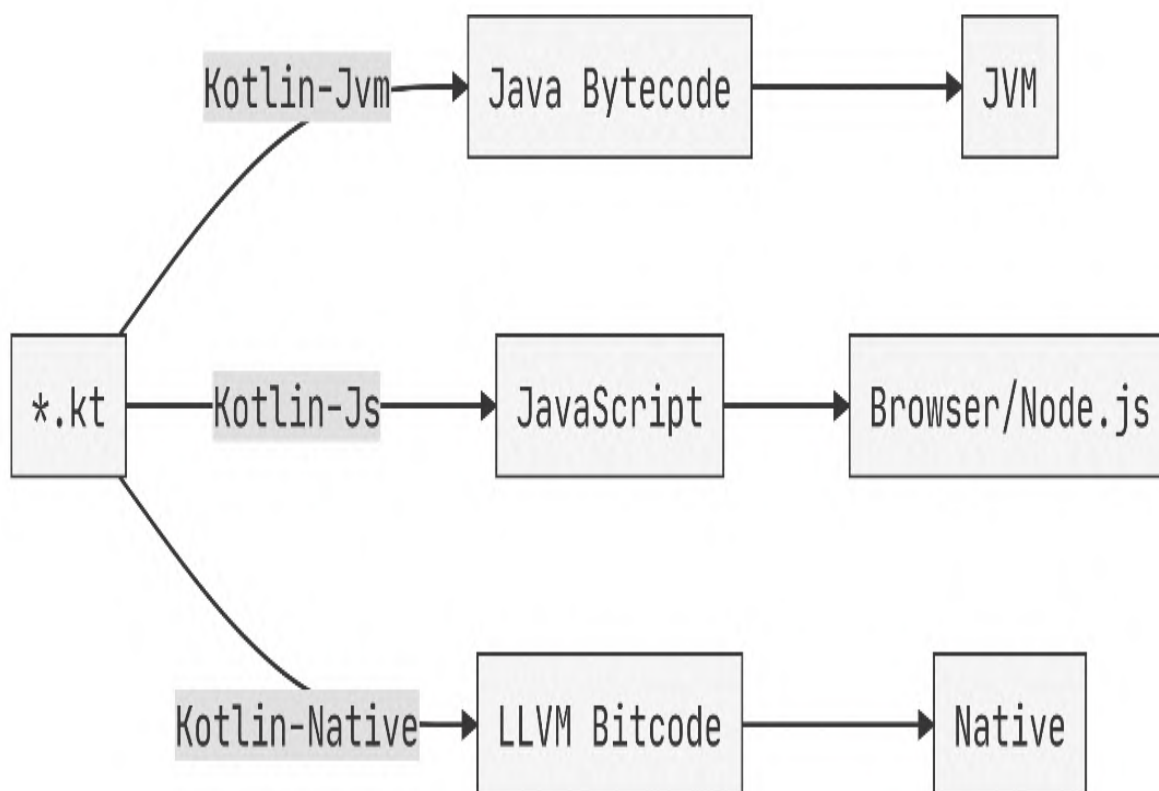 Kotlin-Jvm Java Bytecode JVM
*.kt Kotlin-Js JavaScript Browser/Node.js
Kotlin-Native LLVM Bitcode Native